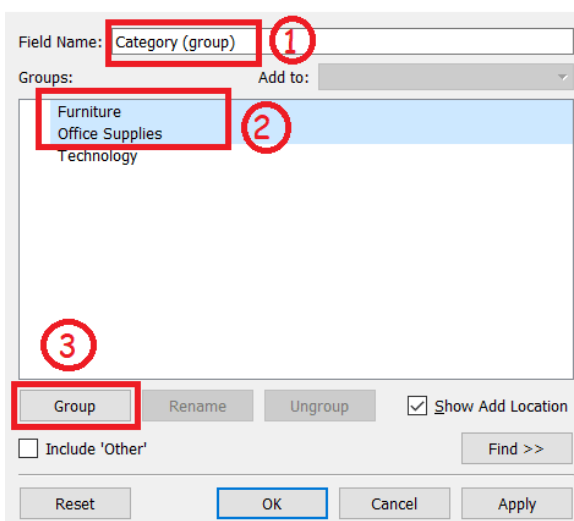 Field Name: Category (group) 1
Groups: Add to:
Furniture
Office Supplies 2
Technology
3
Group Rename Ungroup Show Add Location
Include 'Other' Find >>
Reset OK Cancel Apply